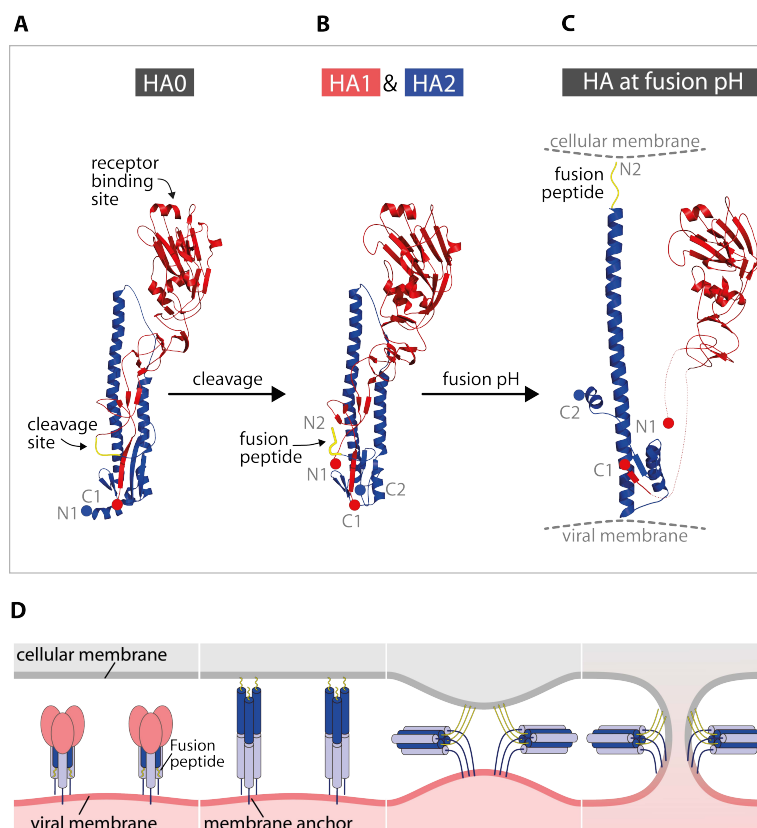 A
B
C
HA0
HA1 & HA2
HA at fusion pH
cellular membrane
N2
fusion
peptide
receptor
binding
site
cleavage
fusion pH
cleavage
site
N2
fusion
peptide
N1
C2
C1
C1
N1
C2
N1
C1
viral membrane
D
cellular membrane
Fusion
peptide
viral membrane
membrane anchor